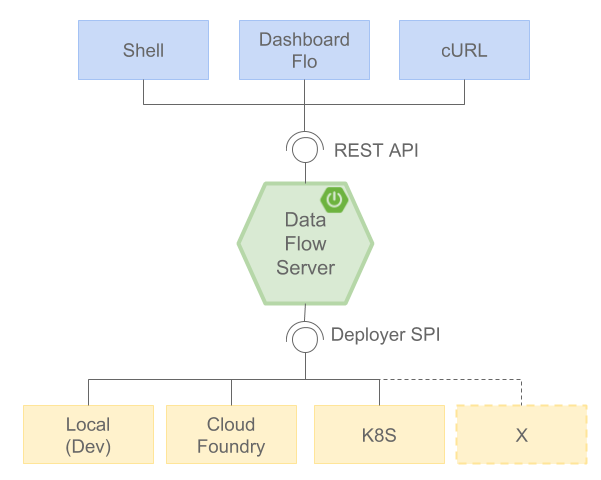 Shell
Dashboard
Flo
cURL
REST API
Data
Flow
Server
Deployer SPI
Local
(Dev)
Cloud
Foundry
K8S
X